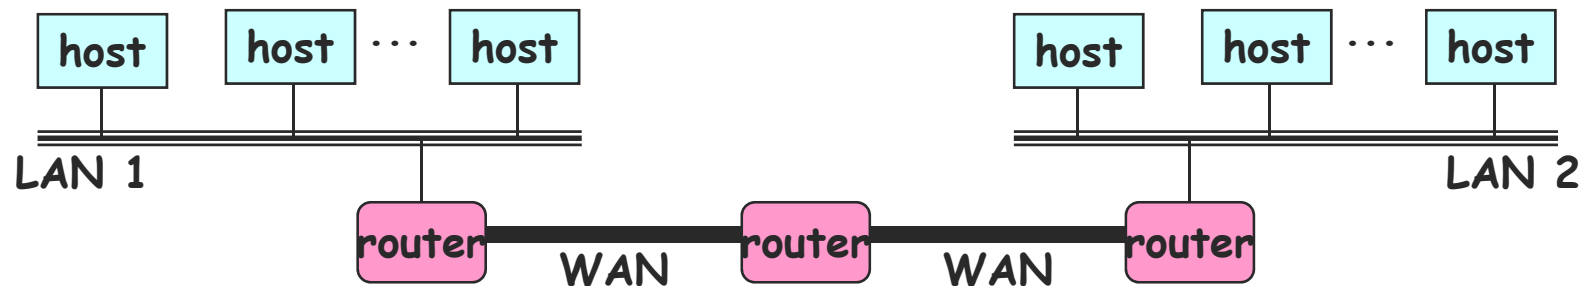 host host ... host host host ... host
LAN 1 LAN 2
router router router
WAN WAN